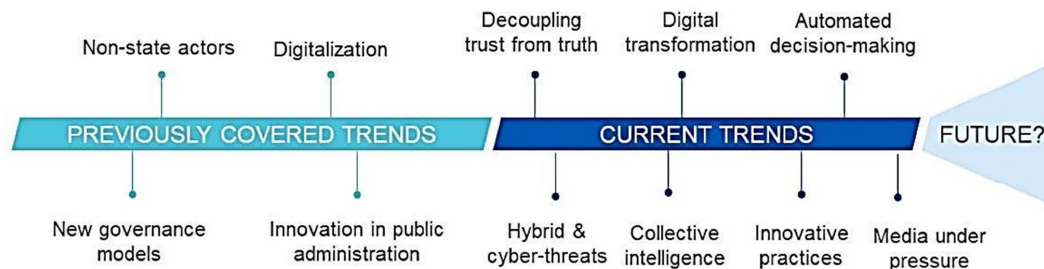 Non-state actors
Digitalization
Decoupling
trust from truth
Digital
transformation
Automated
decision-making
PREVIOUSLY COVERED TRENDS
CURRENT TRENDS
FUTURE?
New governance
models
Innovation in public
administration
Hybrid &
cyber-threats
Collective
intelligence
Innovative
practices
Media under
pressure